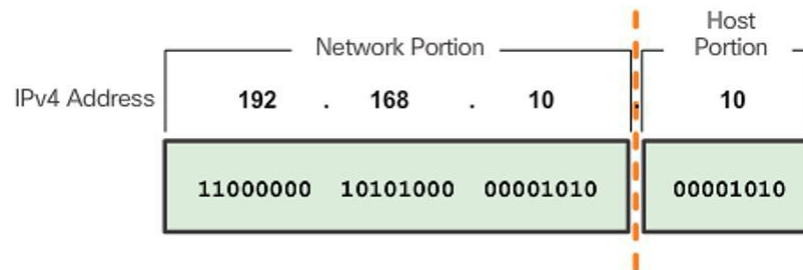 Network Portion
Host
Portion
IPv4 Address 192 . 168 . 10 . 10
11000000 10101000 00001010 00001010